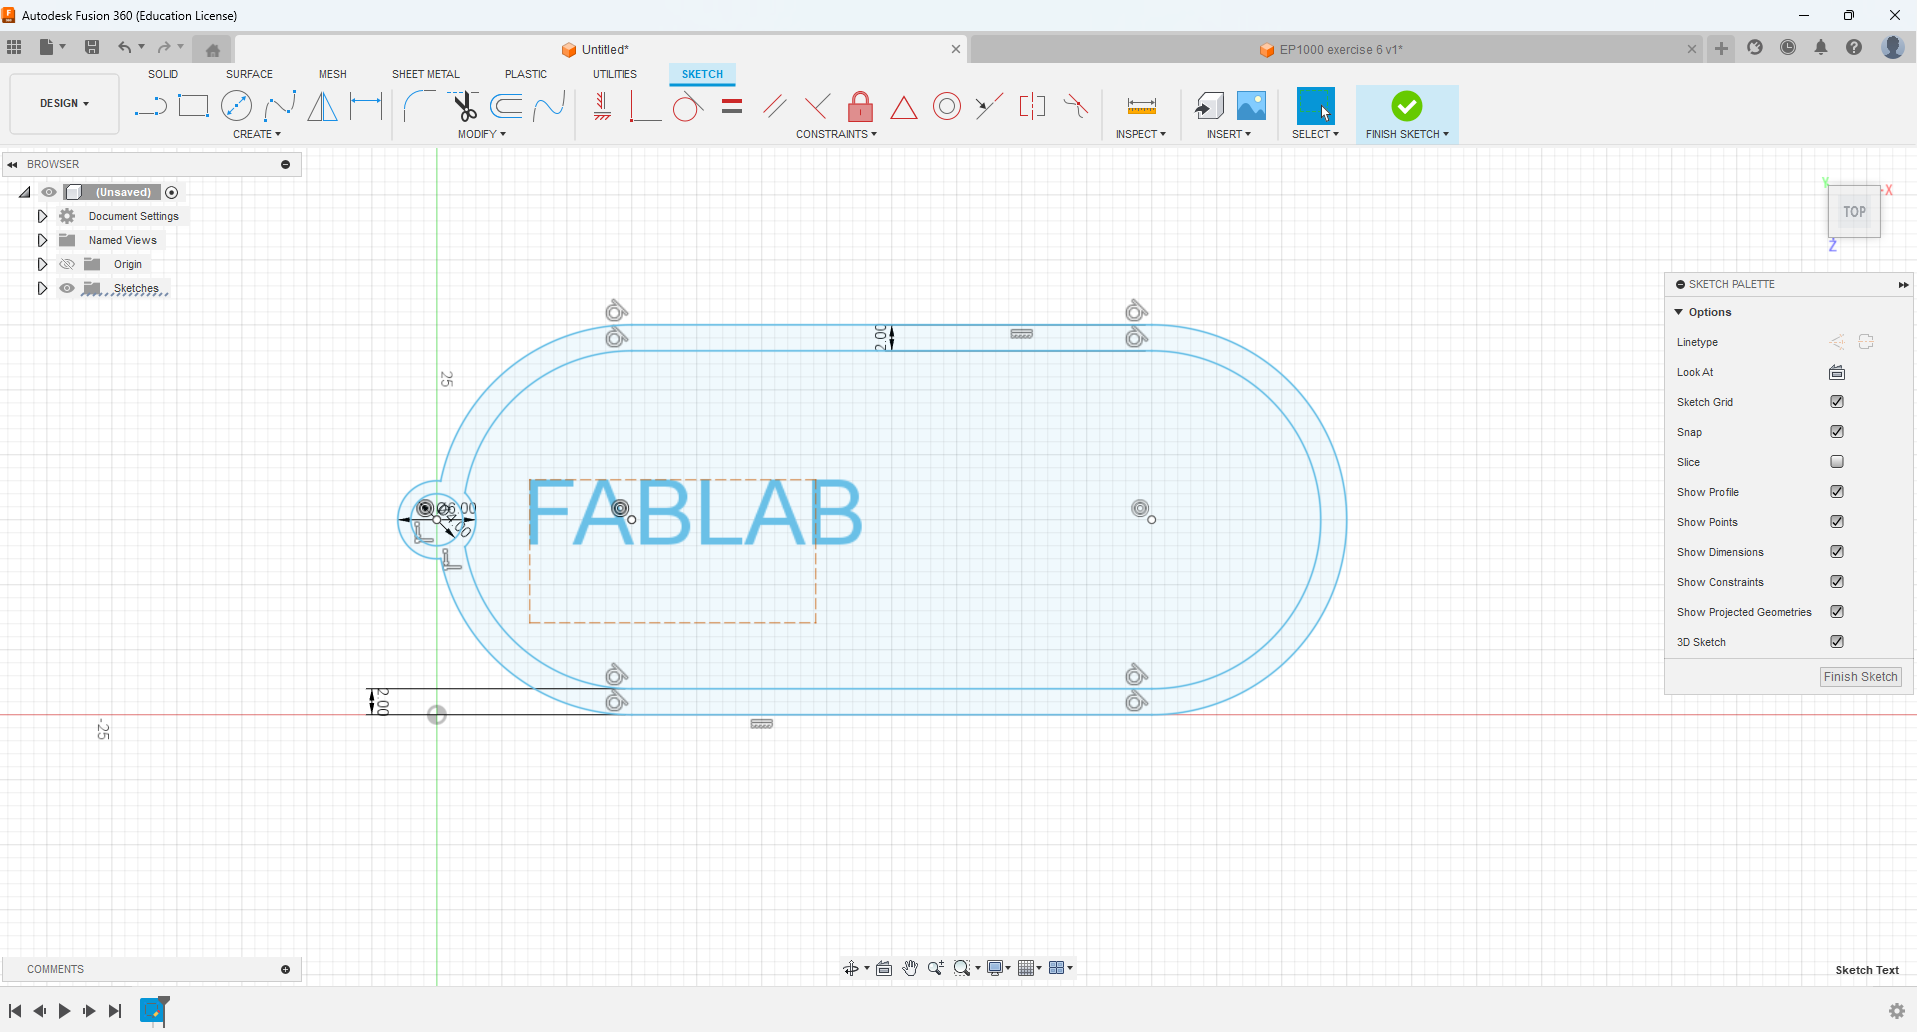 Autodesk Fusion 360 (Education License)
Untitled*
EP1000 exercise 6 v1*
SOLID SURFACE MESH SHEET METAL PLASTIC UTILITIES SKETCH
DESIGN
CREATE MODIFY CONSTRAINTS INSPECT INSERT SELECT FINISH SKETCH
BROWSER
(Unsaved)
Document Settings
Named Views
Origin
Sketches
Y
X
TOP
Z
SKETCH PALETTE
Options
Linetype
Look At
Sketch Grid
Snap
Slice
Show Profile
Show Points
Show Dimensions
Show Constraints
Show Projected Geometries
3D Sketch
Finish Sketch
2.00
25
FABLAB
Ø6.00
2.00
-25
COMMENTS
Sketch Text